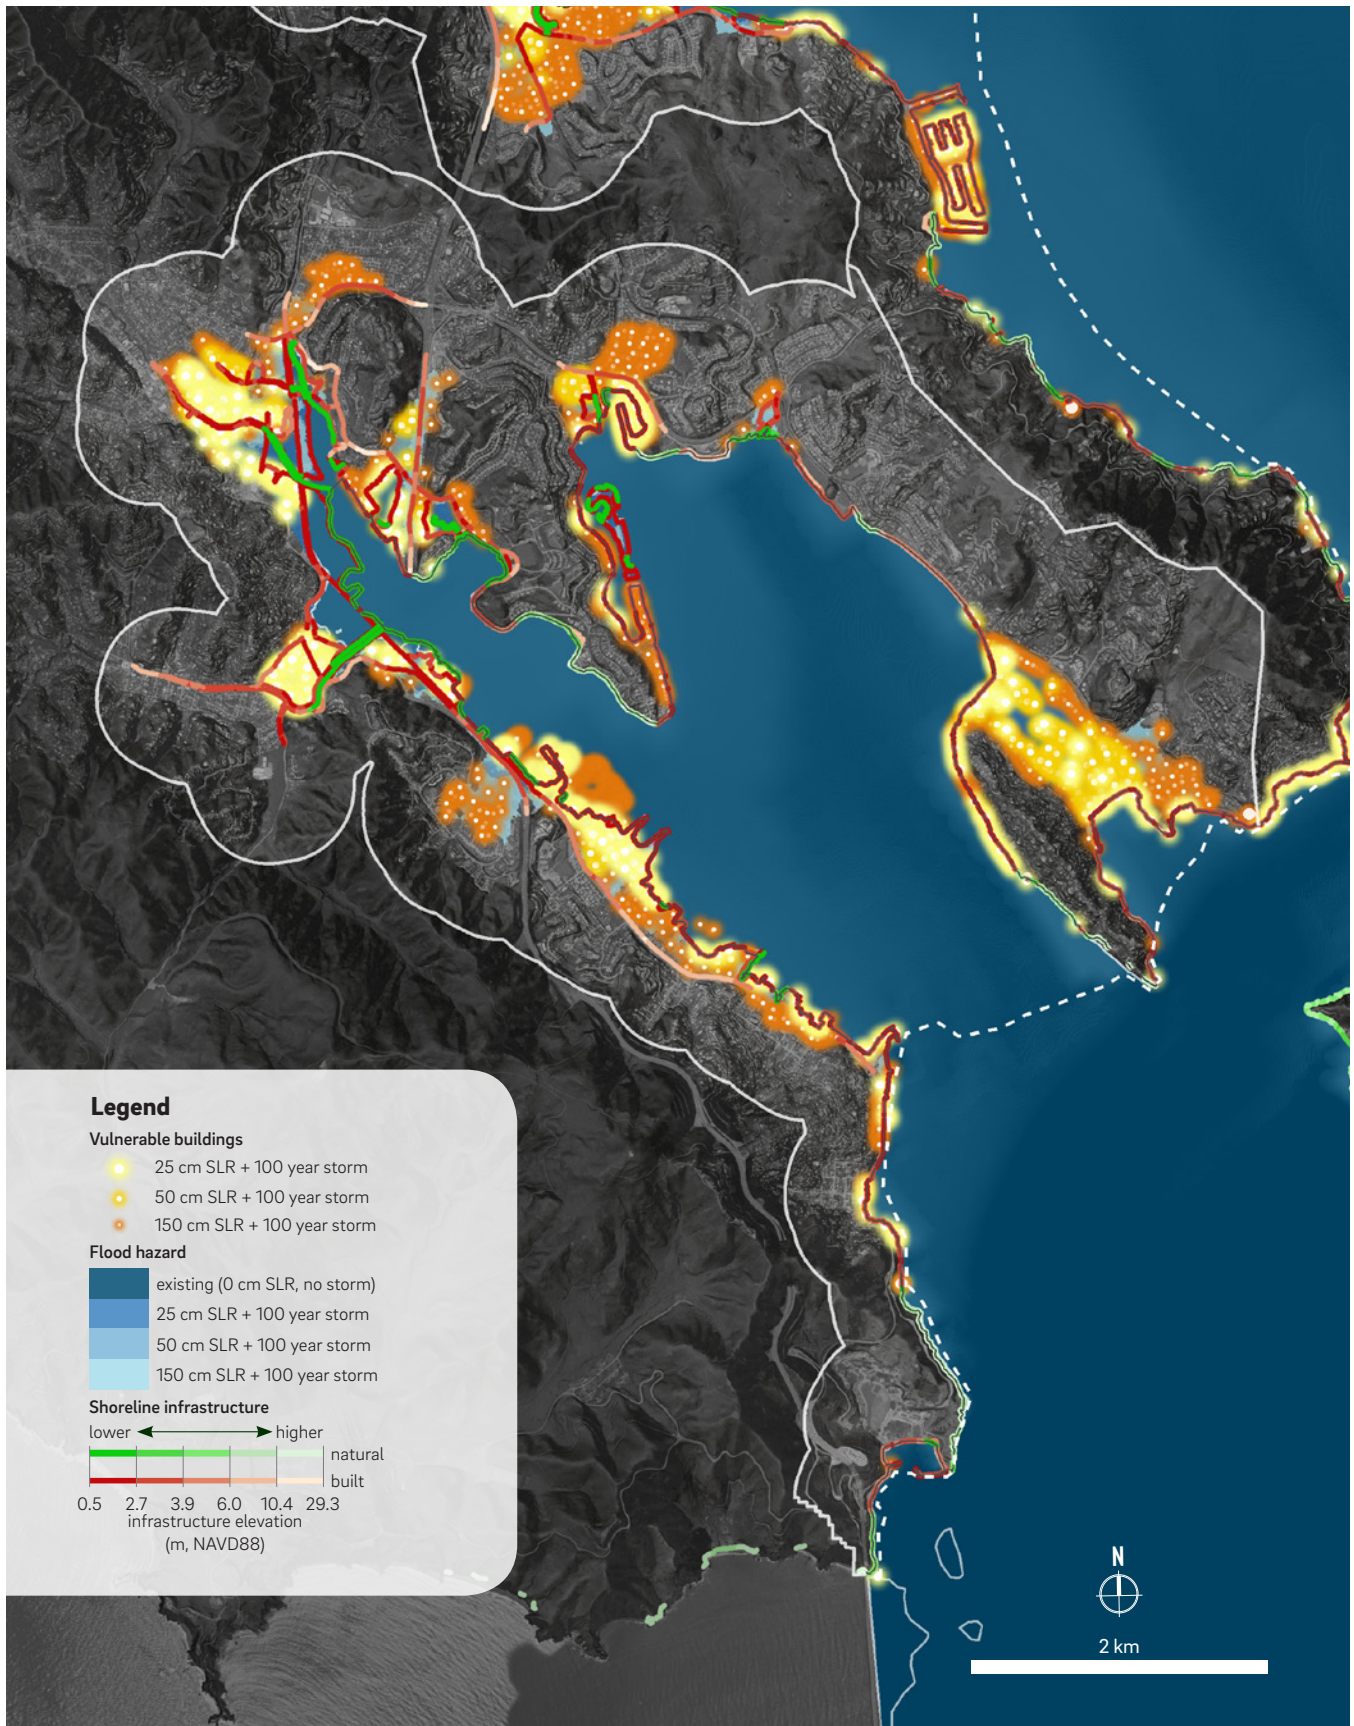 Legend
Vulnerable buildings
25 cm SLR + 100 year storm
50 cm SLR + 100 year storm
150 cm SLR + 100 year storm
Flood hazard
existing (0 cm SLR, no storm)
25 cm SLR + 100 year storm
50 cm SLR + 100 year storm
150 cm SLR + 100 year storm
Shoreline infrastructure
lower higher
natural
built
0.5 2.7 3.9 6.0 10.4 29.3
infrastructure elevation
(m, NAVD88)
N
2 km